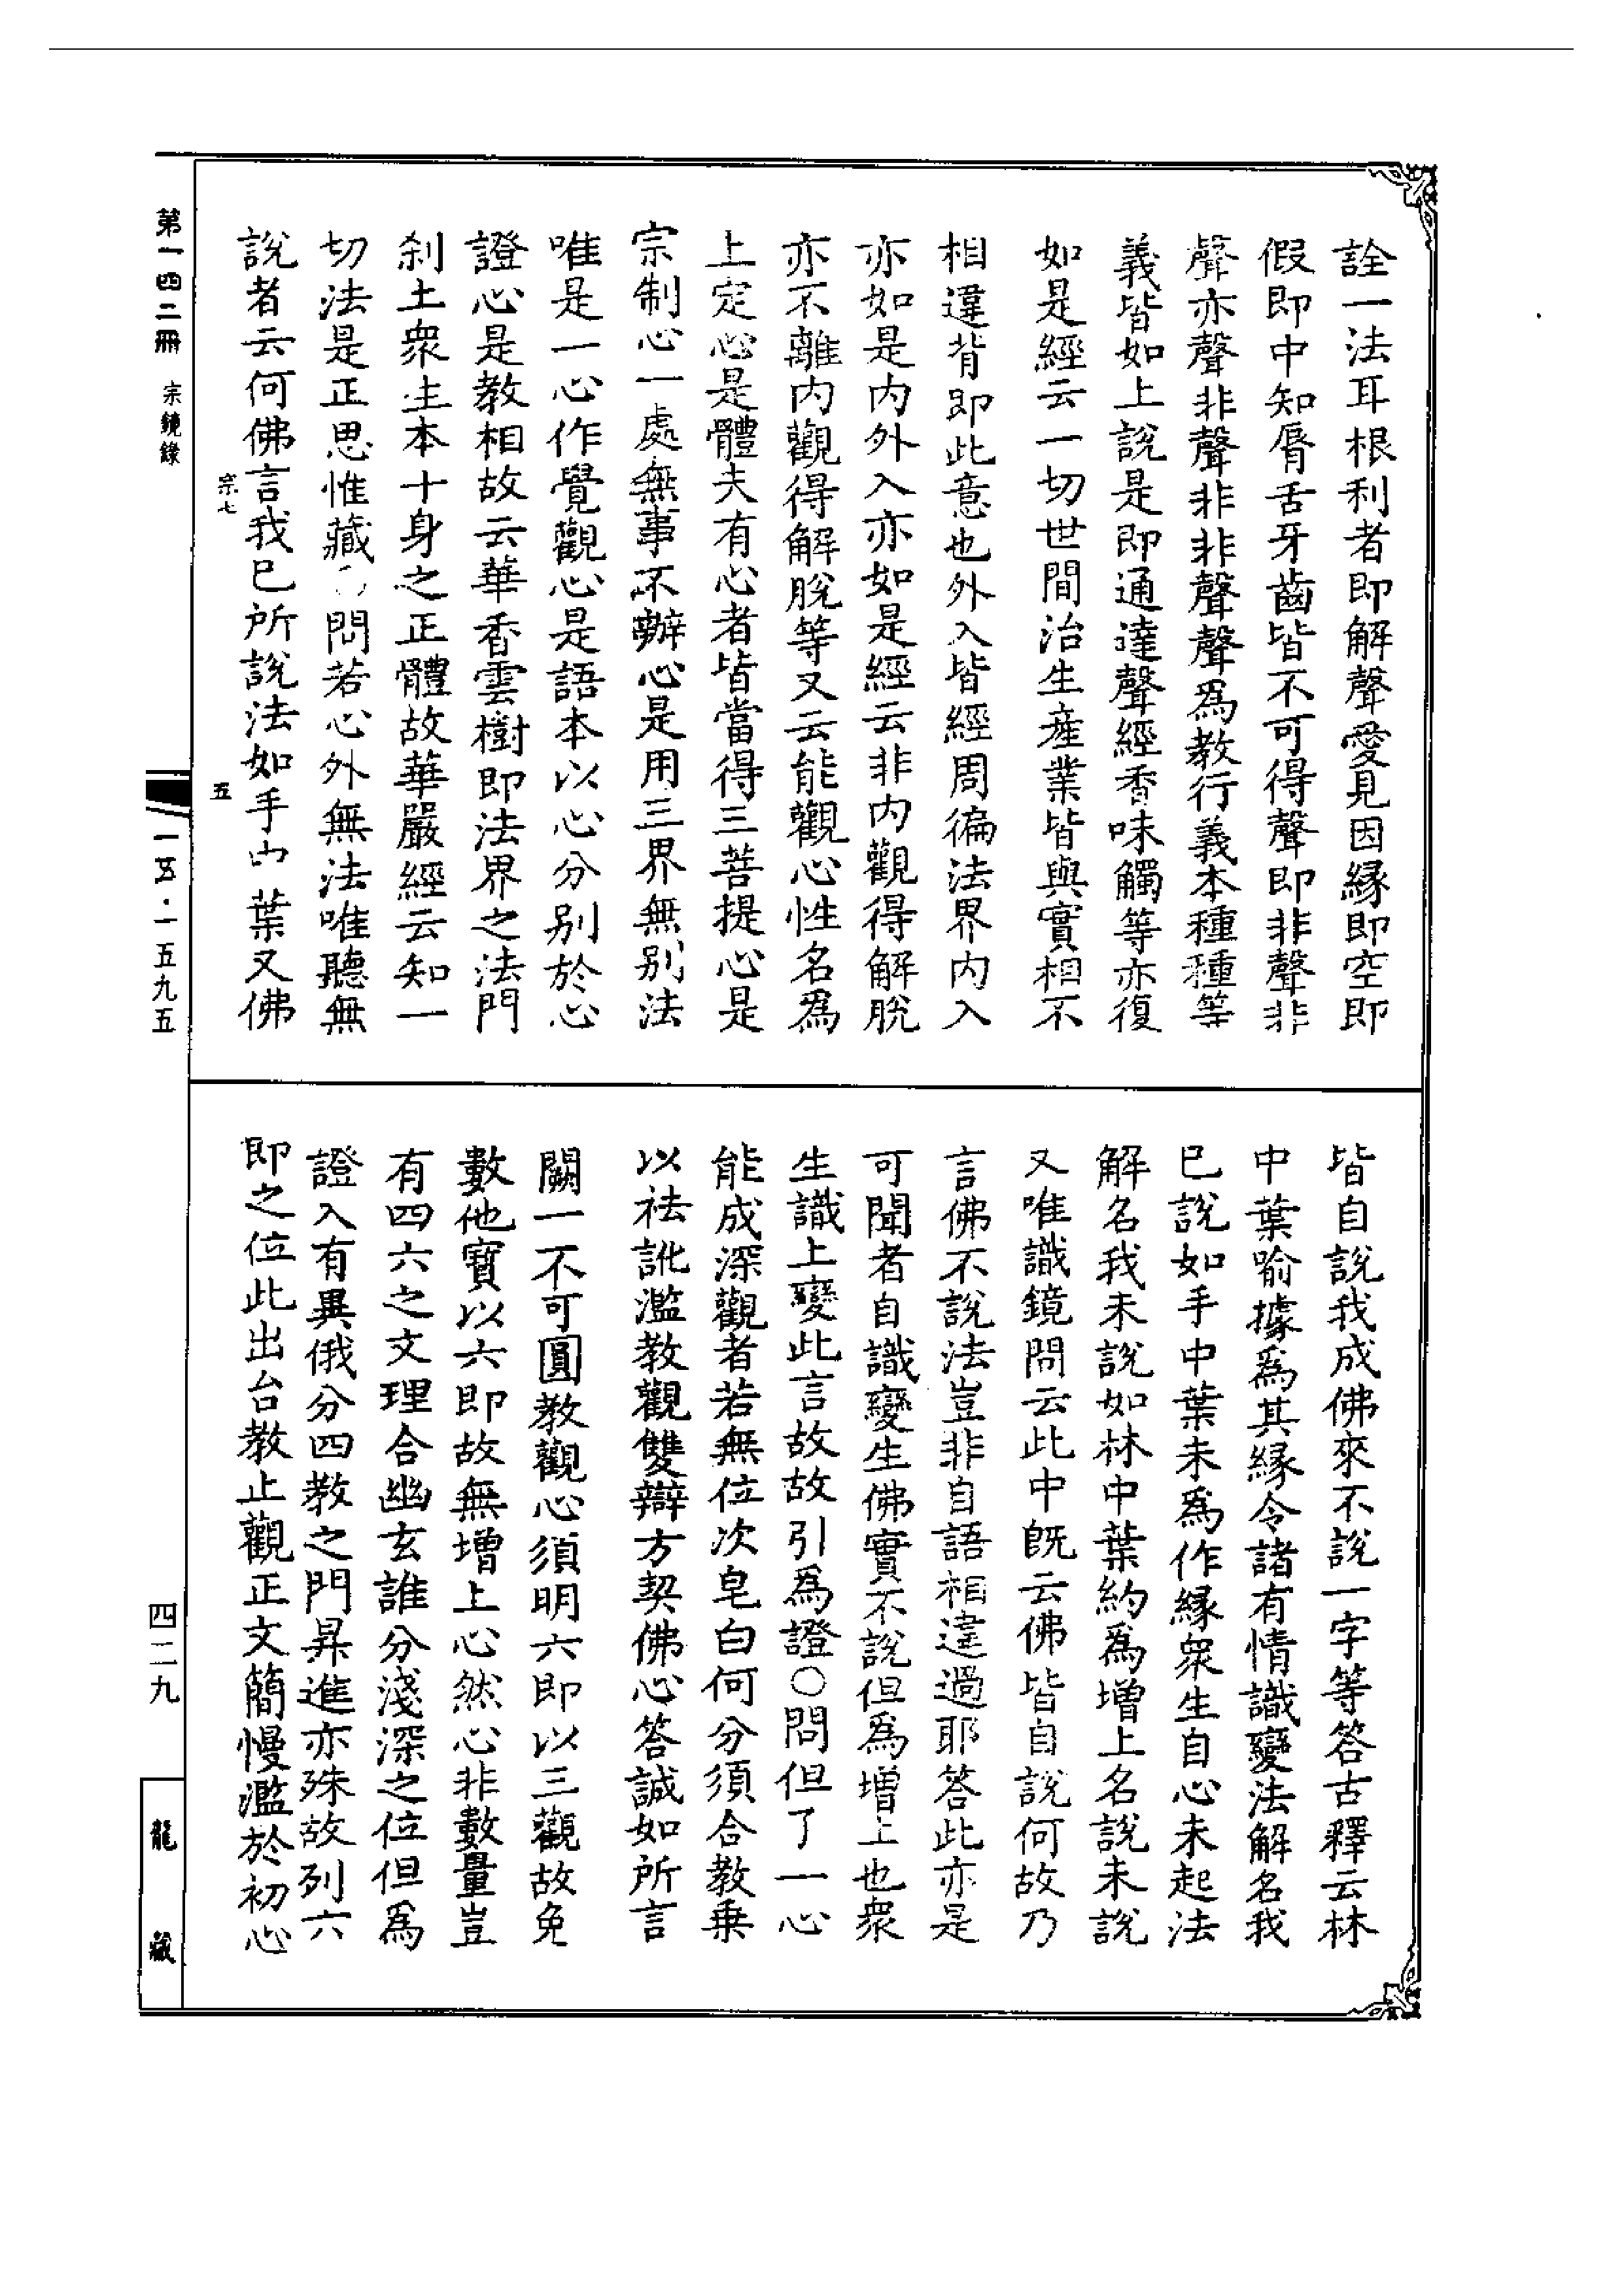 詮一法耳根利者即解聲愛見因緣即空即
假即中知脣舌牙齒皆不可得聲即非聲非
聲亦聲非聲非非聲聲爲教行義本種種等
義皆如上說是即通達聲經香味觸等亦復
如是經云一切世間治生産業皆與實相不
相違背即此意也外入皆經周徧法界內入
亦如是內外入亦如是經云非內觀得解脫
亦不離內觀得解脫等又云能觀心性名爲
上定心是體夫有心者皆當得三菩提心是
宗制心一處無事不辦心是用三界無別法
唯是一心作覺觀心是語本以心分別於心
證心是教相故云華香雲樹即法界之法門
刹土衆生本十身之正體故華嚴經云知一
切法是正思惟藏○問若心外無法唯聽無
說者云何佛言我已所說法如手中葉又佛
皆自說我成佛來不說一字等答古釋云林
中葉喻據爲其緣令諸有情識變法解名我
已說如手中葉未爲作緣衆生自心未起法
解名我未說如林中葉約爲增上名說未說
又唯識鏡問云此中旣云佛皆自說何故乃
言佛不說法豈非自語相違過耶答此亦是
可聞者自識變生佛實不說但爲增上也衆
生識上變此言故故引爲證○問但了一心
能成深觀者若無位次皂白何分須合教乗
以祛訛濫教觀雙辯方契佛心答誠如所言
闕一不可圓教觀心須明六即以三觀故免
數他寶以六即故無增上心然心非數量豈
有四六之文理合幽玄誰分淺深之位但爲
證入有異俄分四教之門昇進亦殊故列六
即之位此出台教止觀正文簡慢濫於初心
第一四二冊 宗鏡錄
宗七
五
一五·一五九五
四二九
龍藏